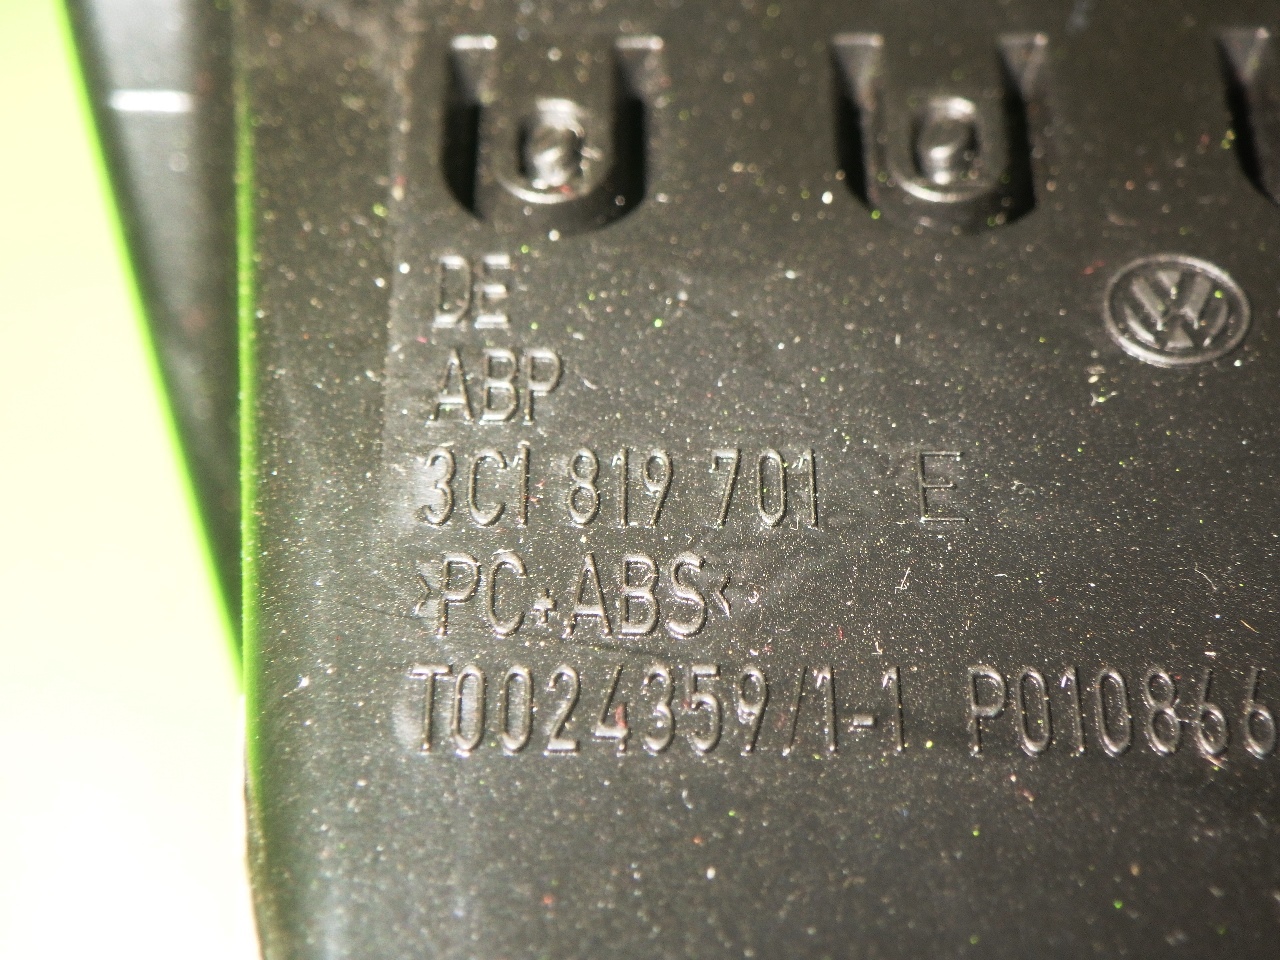 DE
ABP
3C1 819 701 E
>PC+ABS<
T0024359/1-1 P010866